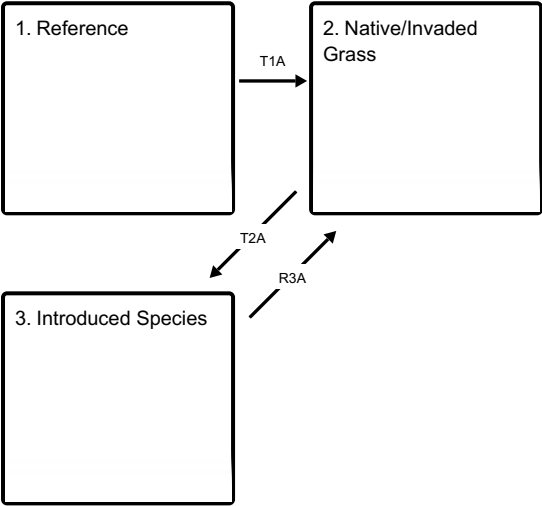 1. Reference
T1A
2. Native/Invaded
Grass
T2A
R3A
3. Introduced Species